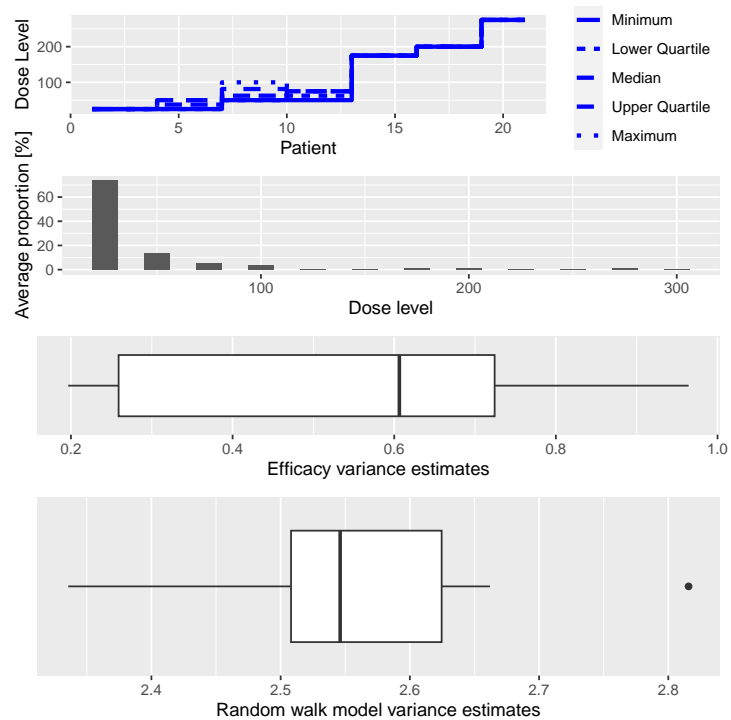 Dose Level
200
100
0
5
10
15
20
Patient
Minimum
Lower Quartile
Median
Upper Quartile
Maximum
Average proportion [%]
60
40
20
0
100
200
300
Dose level
0.2
0.4
0.6
0.8
1.0
Efficacy variance estimates
2.4
2.5
2.6
2.7
2.8
Random walk model variance estimates